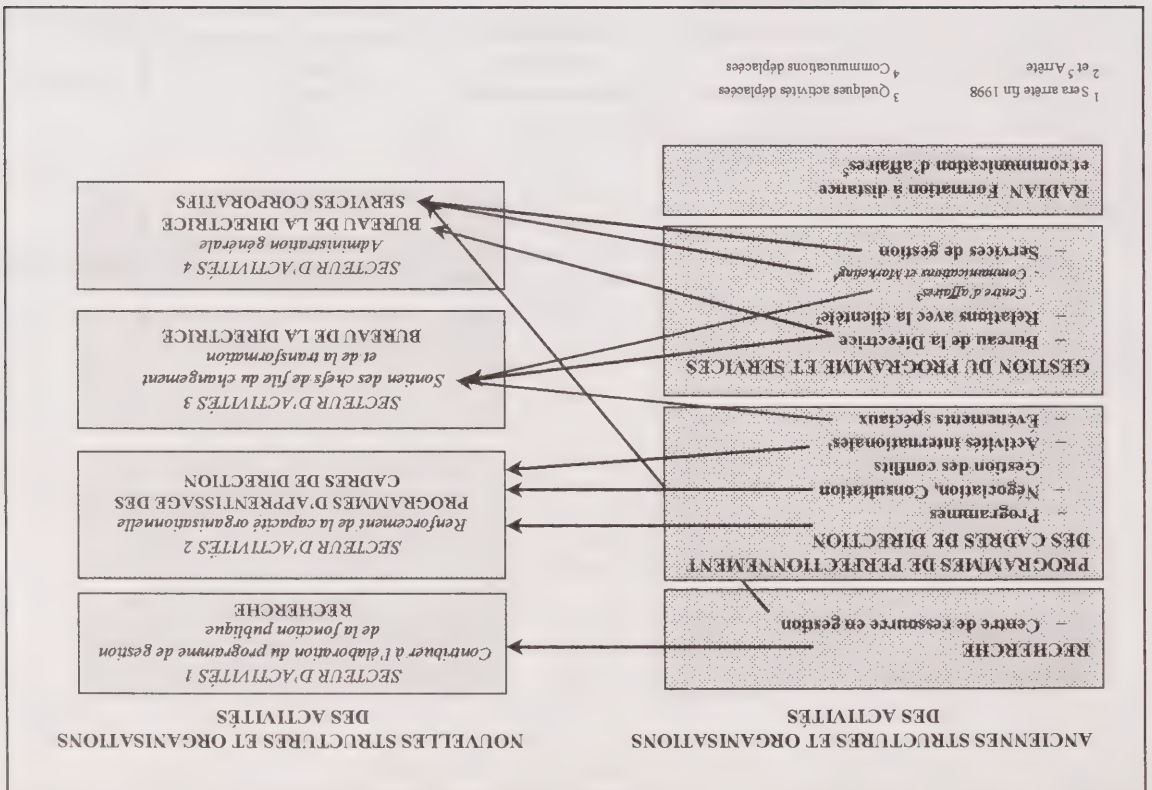 ANCIENNES STRUCTURES ET ORGANISATIONS
DES ACTIVITÉS
RECHERCHE
– Centre de ressource en gestion
PROGRAMMES DE PERFECTIONNEMENT
DES CADRES DE DIRECTION
– Programmes
– Négociation, Consultation
Gestion des conflits
– Activités internationales¹
– Événements spéciaux
GESTION DU PROGRAMME ET SERVICES
– Bureau de la Directrice
– Relations avec la clientèle²
- Centre d'affaires³
- Communications et Marketing⁴
– Services de gestion
RADIAN Formation à distance
et communication d'affaires⁵
¹ Sera arrête fin 1998
² et ⁵ Arrête
³ Quelques activités déplacées
⁴ Communications déplacées
NOUVELLES STRUCTURES ET ORGANISATIONS
DES ACTIVITÉS
SECTEUR D'ACTIVITÉS 1
Contribuer à l'élaboration du programme de gestion
de la fonction publique
RECHERCHE
SECTEUR D'ACTIVITÉS 2
Renforcement de la capacité organisationnelle
PROGRAMMES D'APPRENTISSAGE DES
CADRES DE DIRECTION
SECTEUR D'ACTIVITÉS 3
Soutien des chefs de file du changement
et de la transformation
BUREAU DE LA DIRECTRICE
SECTEUR D'ACTIVITÉS 4
Administration générale
BUREAU DE LA DIRECTRICE
SERVICES CORPORATIFS